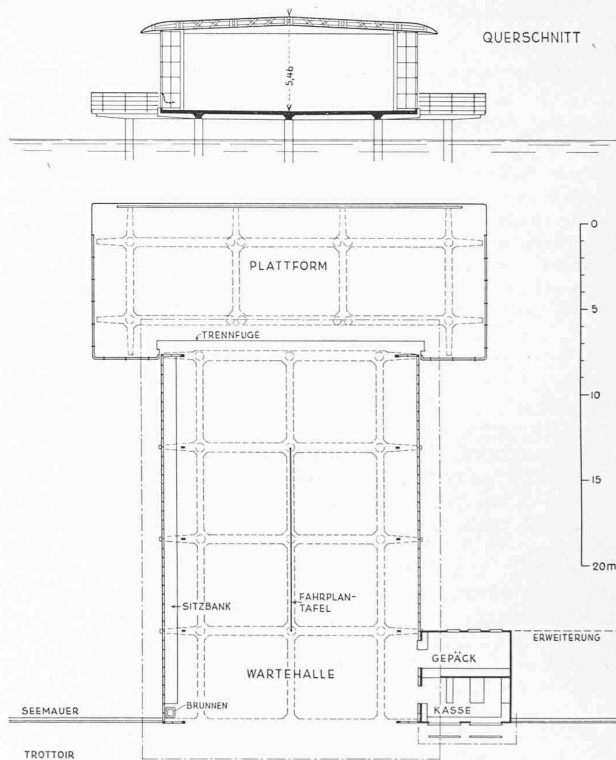 QUERSCHNITT
5,46
0
PLATTFORM
5
TRENNFUGE
10
15
20m
SITZBANK
FAHRPLAN-
TAFEL
ERWEITERUNG
GEPÄCK
WARTEHALLE
SEEMAUER
BRUNNEN
KASSE
TROTTOIR